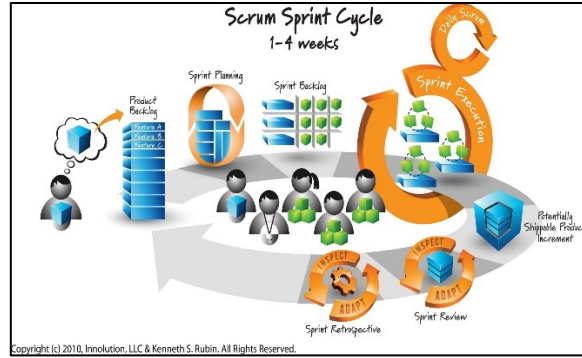 Scrum Sprint Cycle
1-4 weeks
Daily Scrum
Sprint Planning
Sprint Backlog
Sprint Execution
Product
Backlog
Feature A
Feature B
Feature C
Potentially
Shippable Product
Increment
INSPECT
ADAPT
Sprint Retrospective
INSPECT
ADAPT
Sprint Review
Copyright (c) 2010, Innolution, LLC & Kenneth S. Rubin. All Rights Reserved.